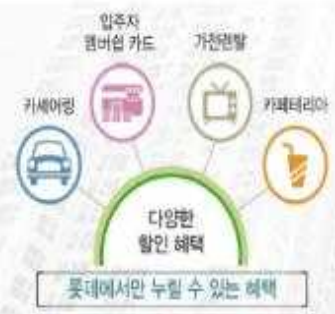 입주자
멤버쉽 카드
가전렌탈
카셰어링
카페테리아
다양한
할인 혜택
롯데에서만 누릴 수 있는 혜택